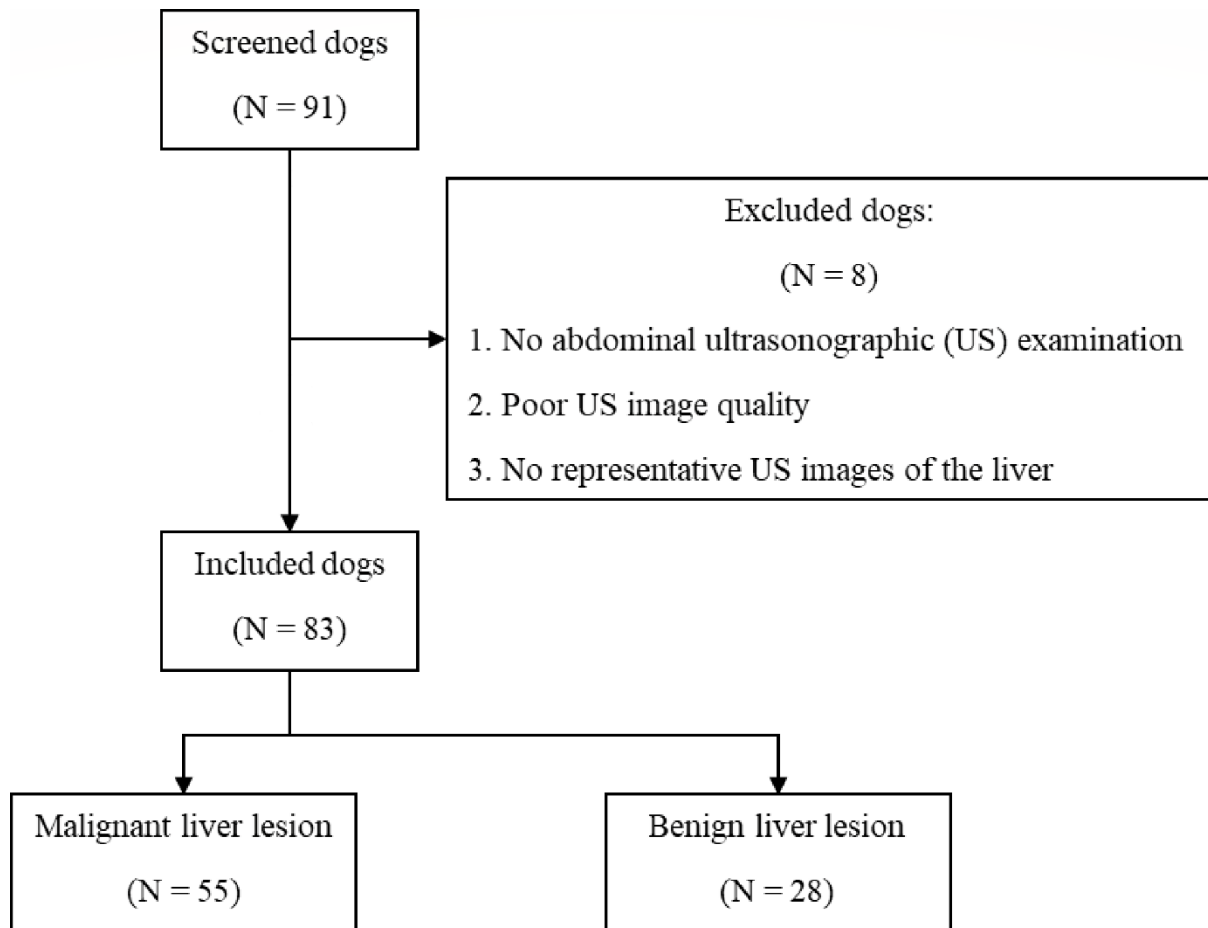 Screened dogs
(N = 91)
Excluded dogs:
(N = 8)
1. No abdominal ultrasonographic (US) examination
2. Poor US image quality
3. No representative US images of the liver
Included dogs
(N = 83)
Malignant liver lesion
(N = 55)
Benign liver lesion
(N = 28)